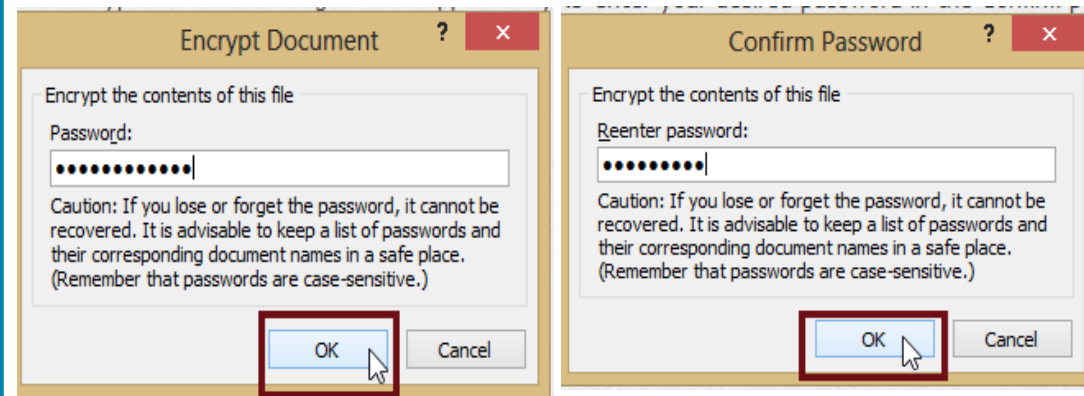 Encrypt Document ? ×
Encrypt the contents of this file
Password:
••••••••••••
Caution: If you lose or forget the password, it cannot be
recovered. It is advisable to keep a list of passwords and
their corresponding document names in a safe place.
(Remember that passwords are case-sensitive.)
OK Cancel
Confirm Password ? ×
Encrypt the contents of this file
Reenter password:
•••••••••
Caution: If you lose or forget the password, it cannot be
recovered. It is advisable to keep a list of passwords and
their corresponding document names in a safe place.
(Remember that passwords are case-sensitive.)
OK Cancel